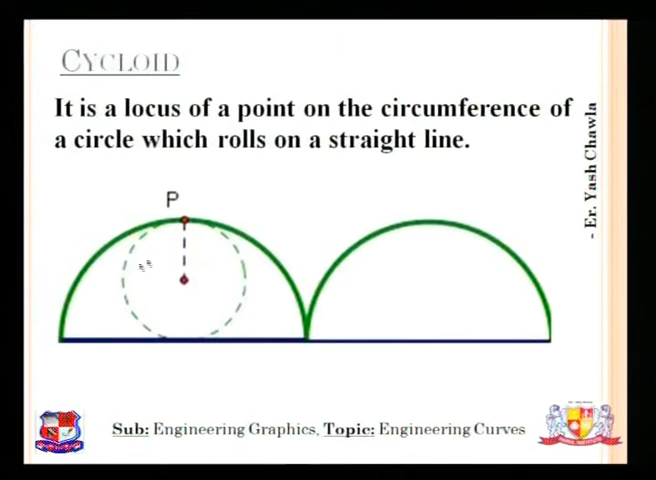 CYCLOID
It is a locus of a point on the circumference of
a circle which rolls on a straight line.
- Er. Yash Chawla
P
Sub: Engineering Graphics, Topic: Engineering Curves